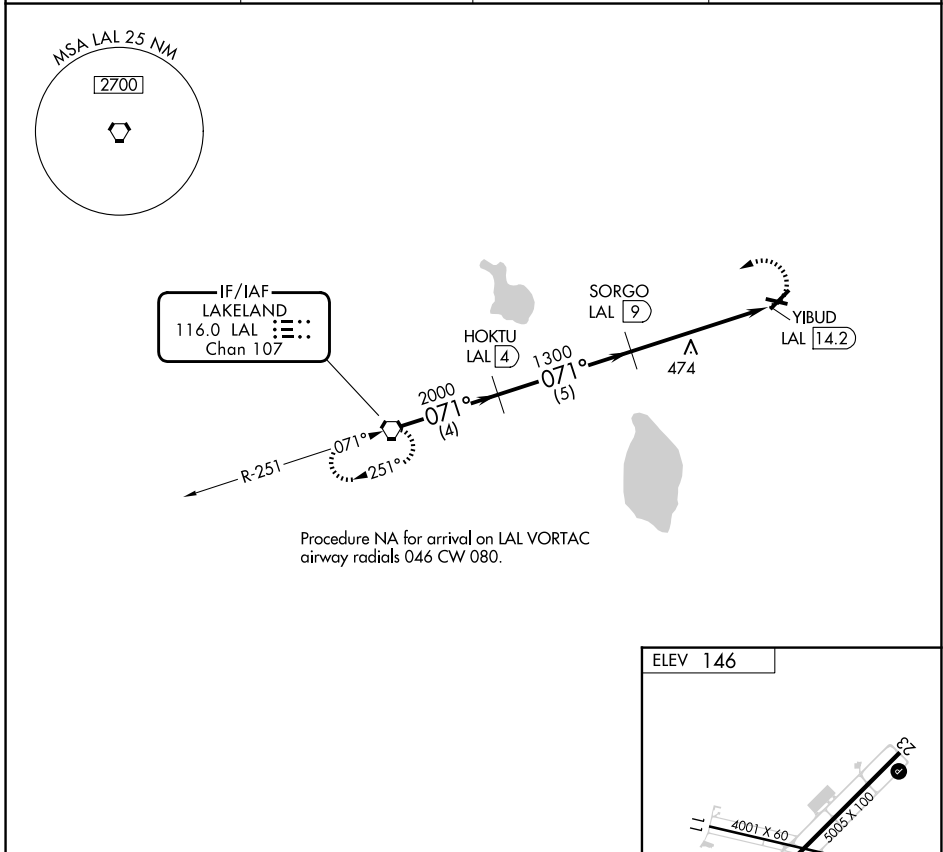 MSA LAL 25 NM
2700
IF/IAF
LAKELAND
116.0 LAL
Chan 107
HOKTU
LAL 4
SORGO
LAL 9
YIBUD
LAL 14.2
2000
071°
(4)
1300
071°
(5)
474
R-251
071°
251°
Procedure NA for arrival on LAL VORTAC
airway radials 046 CW 080.
ELEV 146
23
P
5005 X 100
11
4001 X 60